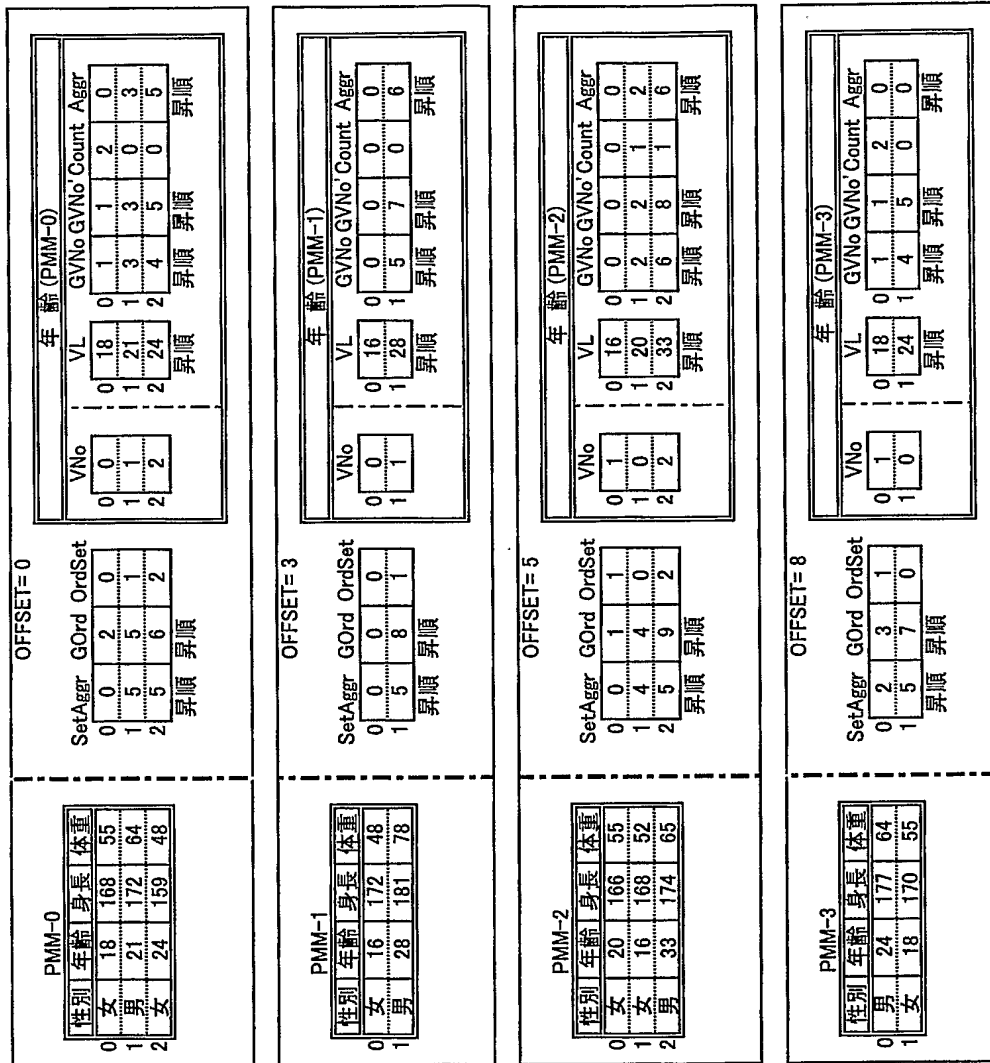 PMM-0
性別 年齢 身長 体重
0 女 18 168 55
1 男 21 172 64
2 女 24 159 48
OFFSET= 0
SetAggr GOrd OrdSet
0 0 2 0
1 5 5 1
2 5 6 2
昇順 昇順
年 齢 (PMM-0)
VNo VL GVNo GVNo' Count Aggr
0 0 0 18 0 1 1 2 0
1 1 1 21 1 3 3 0 3
2 2 2 24 2 4 5 0 5
昇順 昇順 昇順 昇順
PMM-1
性別 年齢 身長 体重
0 女 16 172 48
1 男 28 181 78
OFFSET= 3
SetAggr GOrd OrdSet
0 0 0 0
1 5 8 1
昇順 昇順
年 齢 (PMM-1)
VNo VL GVNo GVNo' Count Aggr
0 0 0 16 0 0 0 0 0
1 1 1 28 1 5 7 0 6
昇順 昇順 昇順 昇順
PMM-2
性別 年齢 身長 体重
0 女 20 166 55
1 女 16 168 52
2 男 33 174 65
OFFSET= 5
SetAggr GOrd OrdSet
0 0 1 1
1 4 4 0
2 5 9 2
昇順 昇順
年 齢 (PMM-2)
VNo VL GVNo GVNo' Count Aggr
0 1 0 16 0 0 0 0 0
1 0 1 20 1 2 2 1 2
2 2 2 33 2 6 8 1 6
昇順 昇順 昇順 昇順
PMM-3
性別 年齢 身長 体重
0 男 24 177 64
1 女 18 170 55
OFFSET= 8
SetAggr GOrd OrdSet
0 2 3 1
1 5 7 0
昇順 昇順
年 齢 (PMM-3)
VNo VL GVNo GVNo' Count Aggr
0 1 0 18 0 1 1 2 0
1 0 1 24 1 4 5 0 0
昇順 昇順 昇順 昇順